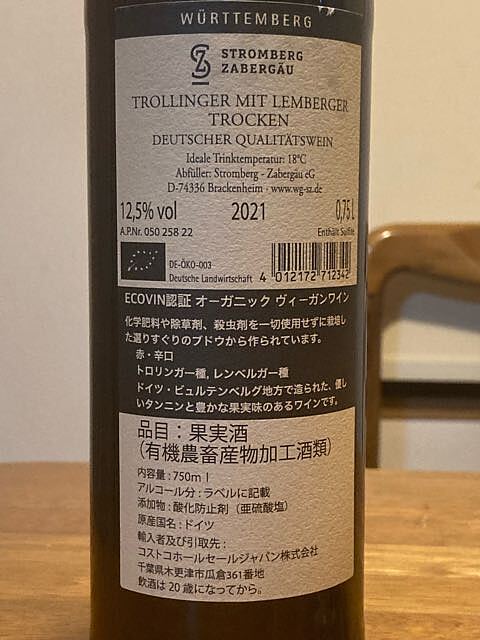 WÜRTTEMBERG
STROMBERG
ZABERGÄU
TROLLINGER MIT LEMBERGER
TROCKEN
DEUTSCHER QUALITÄTSWEIN
Ideale Trinktemperatur: 18°C
Abfüller: Stromberg - Zabergäu eG
D-74336 Brackenheim · www.wg-sz.de
12,5% vol 2021 0,75 L
A.P.Nr. 050 258 22 Enthält Sulfite
DE-ÖKO-003
Deutsche Landwirtschaft
4 012172 712342
ECOVIN認証 オーガニック ヴィーガンワイン
化学肥料や除草剤、殺虫剤を一切使用せずに栽培し
た選りすぐりのブドウから作られています。
赤・辛口
トロリンガー種, レンベルガー種
ドイツ・ビュルテンベルグ地方で造られた、優し
いタンニンと豊かな果実味のあるワインです。
品目：果実酒
（有機農畜産物加工酒類）
内容量：750ml
アルコール分：ラベルに記載
添加物：酸化防止剤（亜硫酸塩）
原産国名：ドイツ
輸入者及び引取先：
コストコホールセールジャパン株式会社
千葉県木更津市瓜倉361番地
飲酒は20歳になってから。